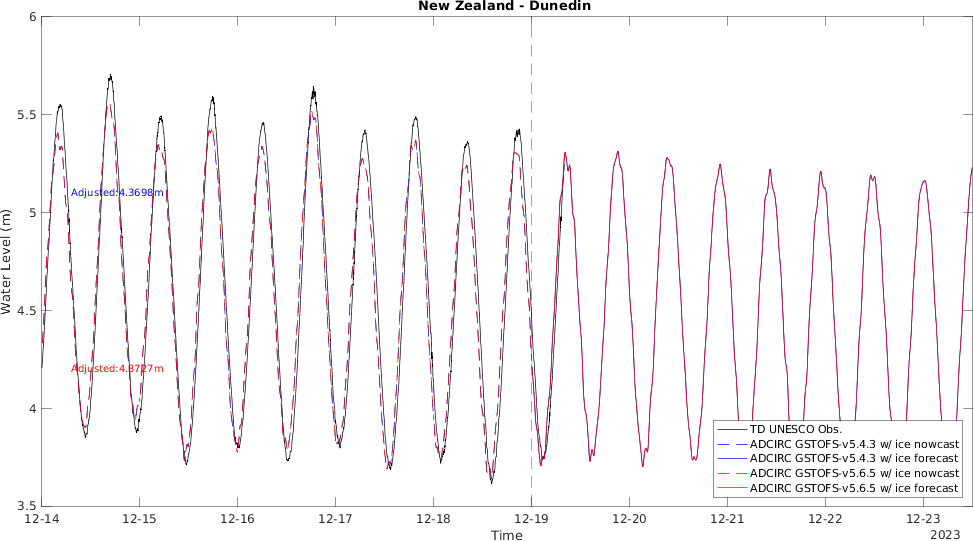 New Zealand - Dunedin
6
5.5
5
4.5
4
3.5
Water Level (m)
Adjusted:4.3698m
Adjusted:4.3727m
TD UNESCO Obs.
ADCIRC GSTOFS-v5.4.3 w/ ice nowcast
ADCIRC GSTOFS-v5.4.3 w/ ice forecast
ADCIRC GSTOFS-v5.6.5 w/ ice nowcast
ADCIRC GSTOFS-v5.6.5 w/ ice forecast
12-14 12-15 12-16 12-17 12-18 12-19 12-20 12-21 12-22 12-23
Time
2023